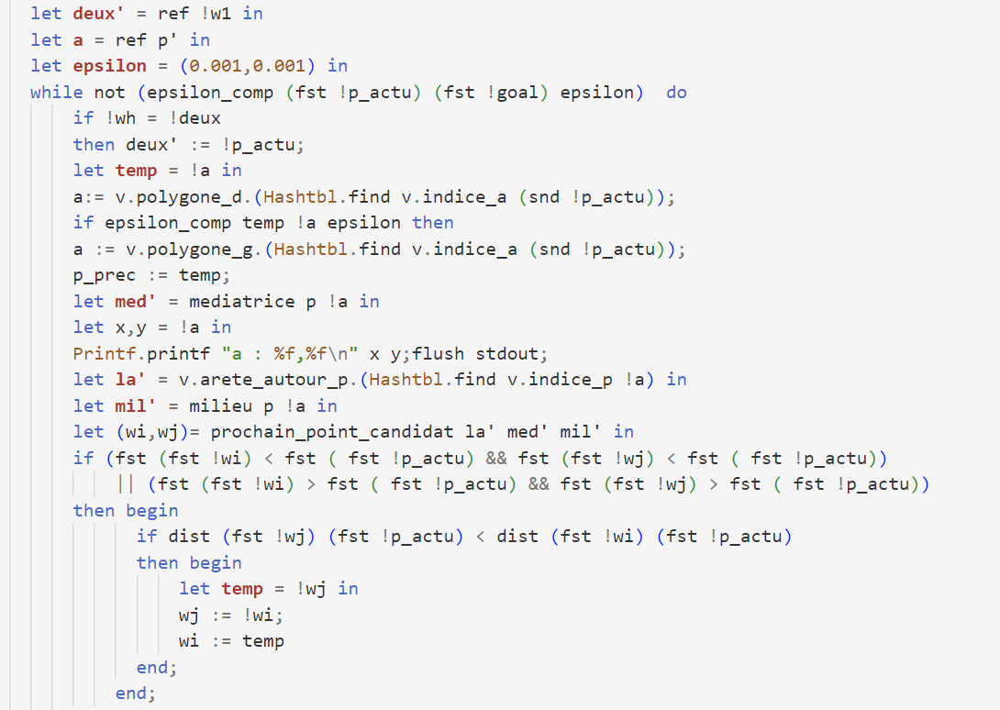 let deux' = ref !w1 in
let a = ref p' in
let epsilon = (0.001,0.001) in
while not (epsilon_comp (fst !p_actu) (fst !goal) epsilon)  do
if !wh = !deux
then deux' := !p_actu;
let temp = !a in
a:= v.polygone_d.(Hashtbl.find v.indice_a (snd !p_actu));
if epsilon_comp temp !a epsilon then
a := v.polygone_g.(Hashtbl.find v.indice_a (snd !p_actu));
p_prec := temp;
let med' = mediatrice p !a in
let x,y = !a in
Printf.printf "a : %f,%f\n" x y;flush stdout;
let la' = v.arete_autour_p.(Hashtbl.find v.indice_p !a) in
let mil' = milieu p !a in
let (wi,wj)= prochain_point_candidat la' med' mil' in
if (fst (fst !wi) < fst ( fst !p_actu) && fst (fst !wj) < fst ( fst !p_actu))
|| (fst (fst !wi) > fst ( fst !p_actu) && fst (fst !wj) > fst ( fst !p_actu))
then begin
if dist (fst !wj) (fst !p_actu) < dist (fst !wi) (fst !p_actu)
then begin
let temp = !wj in
wj := !wi;
wi := temp
end;
end;